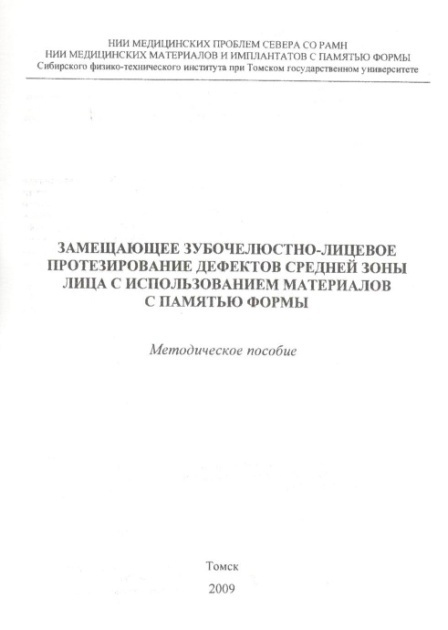 НИИ МЕДИЦИНСКИХ ПРОБЛЕМ СЕВЕРА СО РАМН
НИИ МЕДИЦИНСКИХ МАТЕРИАЛОВ И ИМПЛАНТАТОВ С ПАМЯТЬЮ ФОРМЫ
Сибирского физико-технического института при Томском государственном университете
ЗАМЕЩАЮЩЕЕ ЗУБОЧЕЛЮСТНО-ЛИЦЕВОЕ
ПРОТЕЗИРОВАНИЕ ДЕФЕКТОВ СРЕДНЕЙ ЗОНЫ
ЛИЦА С ИСПОЛЬЗОВАНИЕМ МАТЕРИАЛОВ
С ПАМЯТЬЮ ФОРМЫ
Методическое пособие
Томск
2009